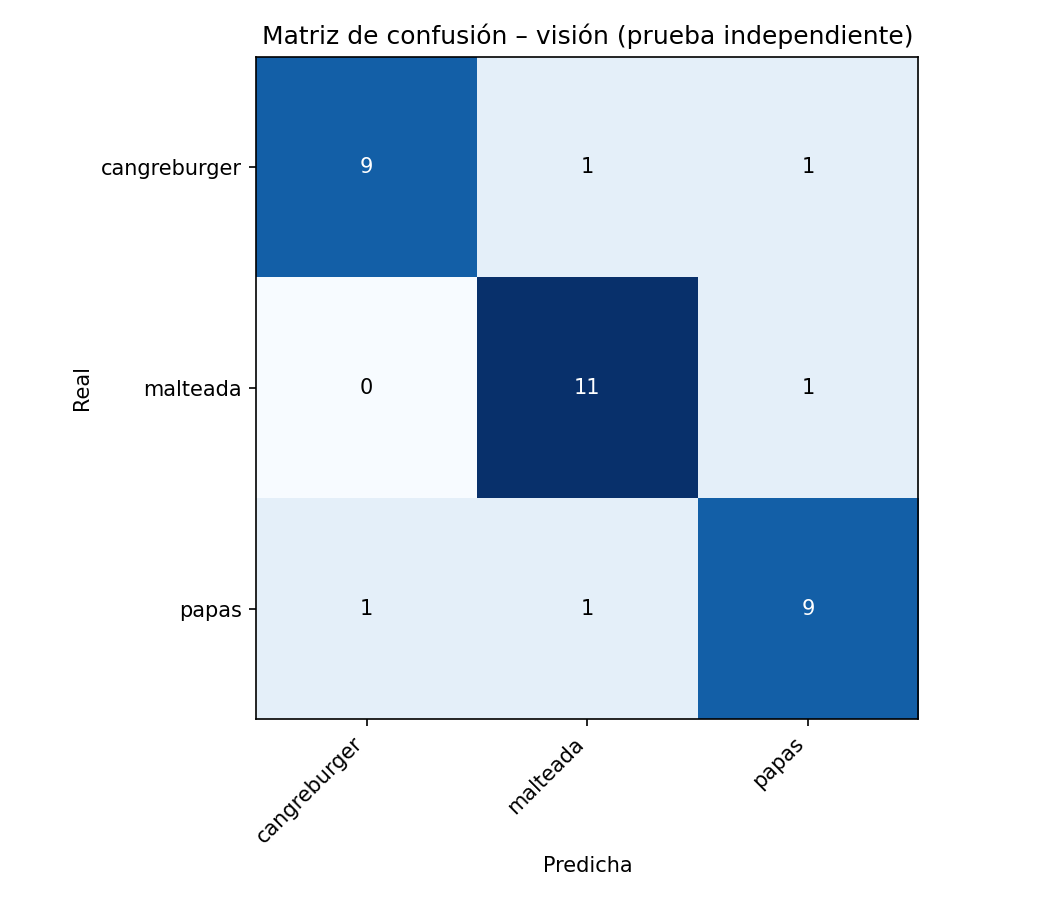 Matriz de confusión – visión (prueba independiente)
cangreburger 9 1 1
malteada 0 11 1
papas 1 1 9
Real
cangreburger malteada papas
Predicha